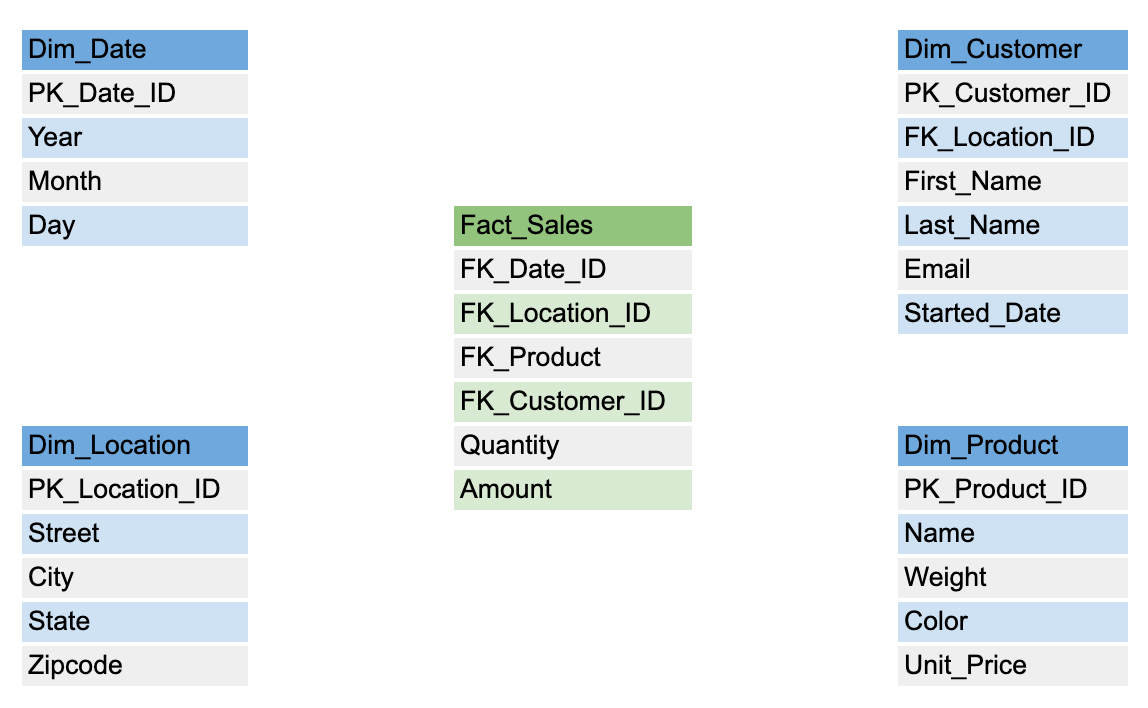 Dim_Date
PK_Date_ID
Year
Month
Day
Dim_Location
PK_Location_ID
Street
City
State
Zipcode
Fact_Sales
FK_Date_ID
FK_Location_ID
FK_Product
FK_Customer_ID
Quantity
Amount
Dim_Customer
PK_Customer_ID
FK_Location_ID
First_Name
Last_Name
Email
Started_Date
Dim_Product
PK_Product_ID
Name
Weight
Color
Unit_Price